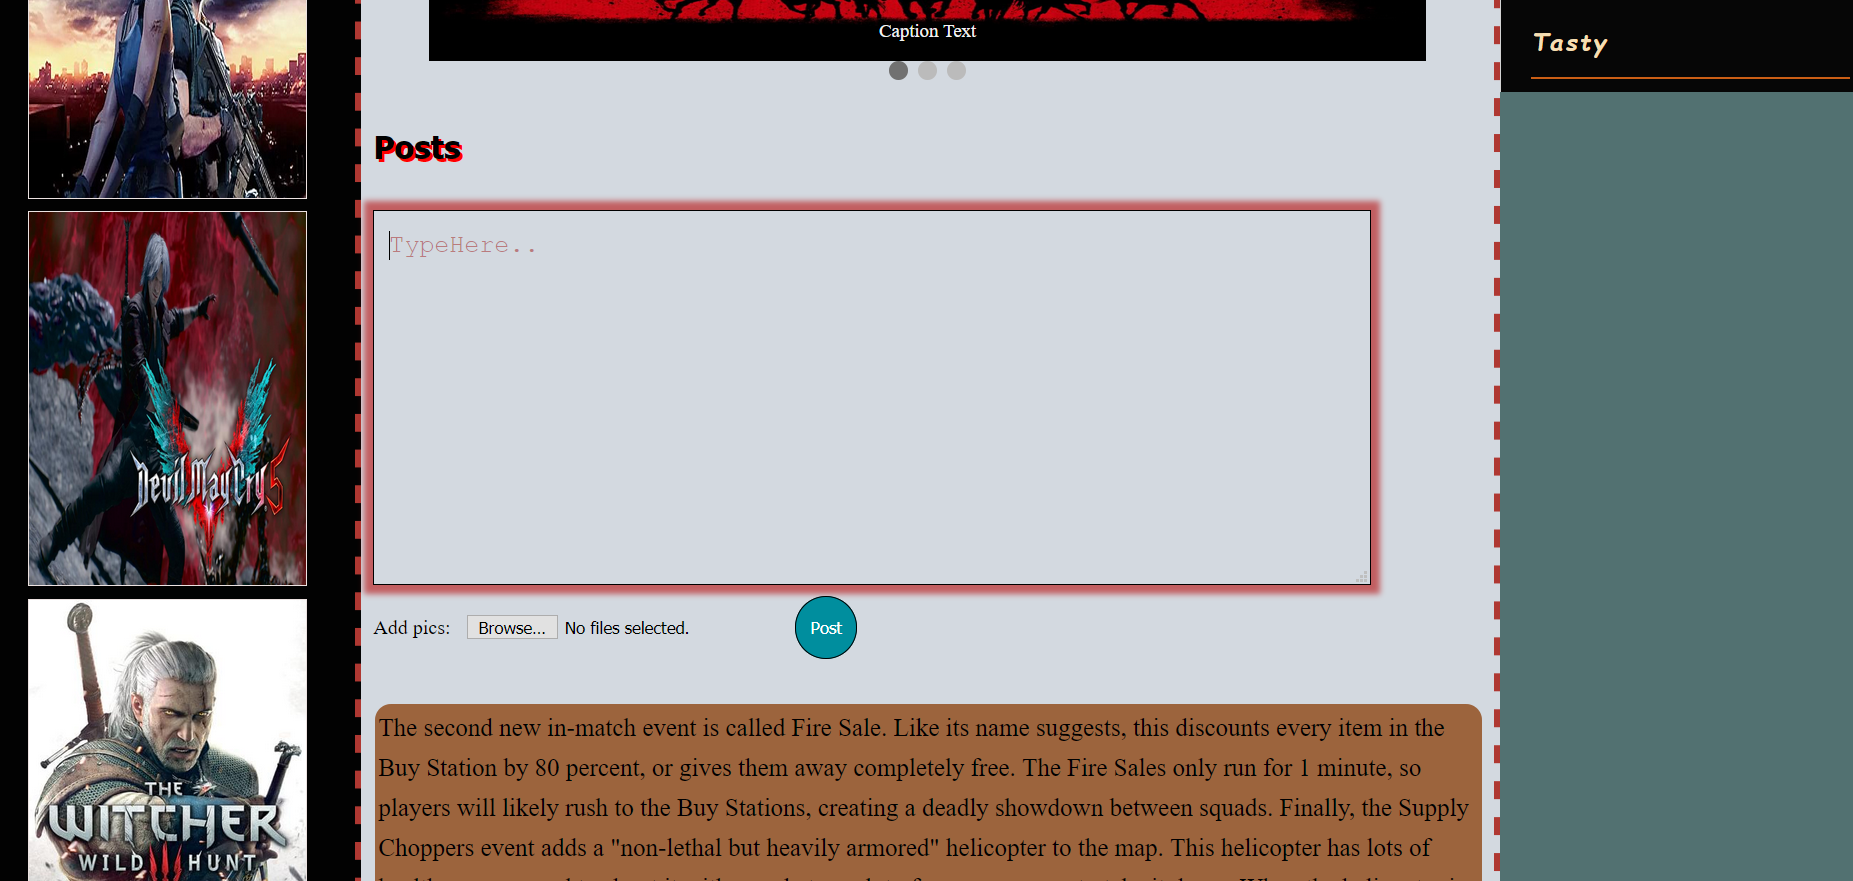 Caption Text
Tasty
Posts
TypeHere..
Devil May Cry 5
Add pics: Browse... No files selected.
Post
THE
WITCHER
WILD HUNT
The second new in-match event is called Fire Sale. Like its name suggests, this discounts every item in the
Buy Station by 80 percent, or gives them away completely free. The Fire Sales only run for 1 minute, so
players will likely rush to the Buy Stations, creating a deadly showdown between squads. Finally, the Supply
Choppers event adds a "non-lethal but heavily armored" helicopter to the map. This helicopter has lots of